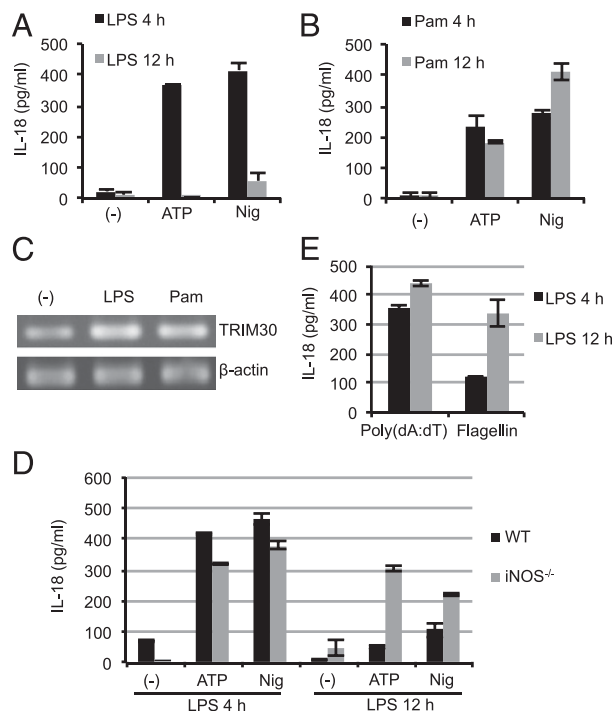 A
LPS 4 h
LPS 12 h
IL-18 (pg/ml)
500
400
300
200
100
0
(-) ATP Nig
B
Pam 4 h
Pam 12 h
IL-18 (pg/ml)
500
400
300
200
100
0
(-) ATP Nig
C
(-) LPS Pam
TRIM30
β-actin
E
IL-18 (pg/ml)
500
400
300
200
100
0
Poly(dA:dT) Flagellin
LPS 4 h
LPS 12 h
D
IL-18 (pg/ml)
600
500
400
300
200
100
0
(-) ATP Nig (-) ATP Nig
LPS 4 h LPS 12 h
WT
iNOS-/-